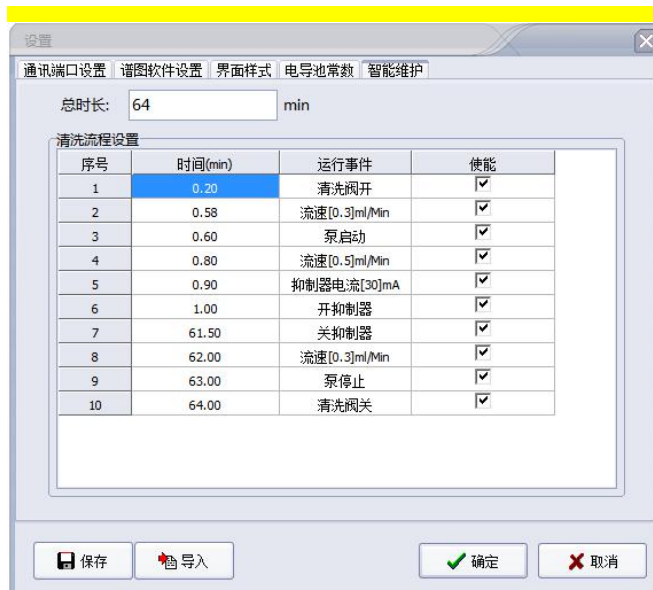 设置
通讯端口设置 谱图软件设置 界面样式 电导池常数 智能维护
总时长: 64 min
清洗流程设置
序号 时间(min) 运行事件 使能
1 0.20 清洗阀开
2 0.58 流速[0.3]ml/Min
3 0.60 泵启动
4 0.80 流速[0.5]ml/Min
5 0.90 抑制器电流[30]mA
6 1.00 开抑制器
7 61.50 关抑制器
8 62.00 流速[0.3]ml/Min
9 63.00 泵停止
10 64.00 清洗阀关
保存 导入 确定 取消